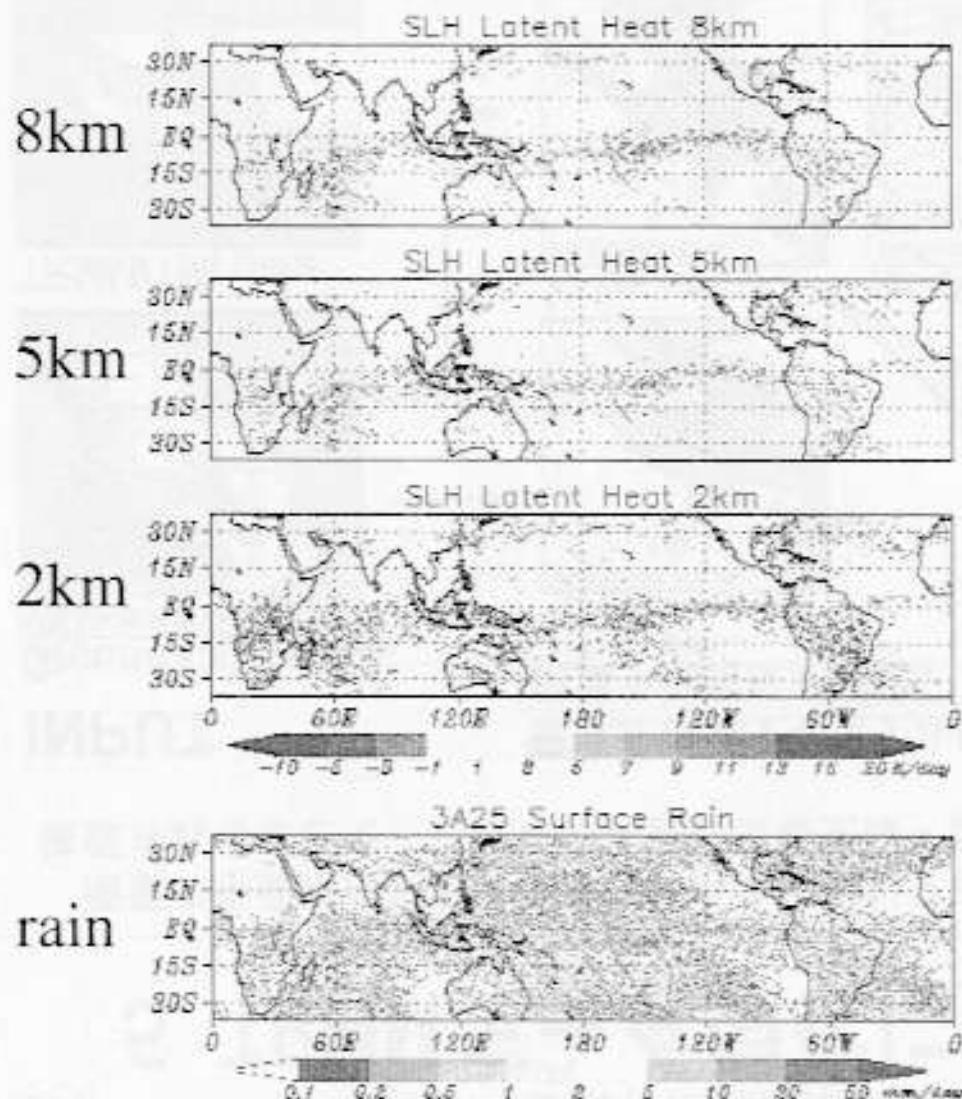 SLH Latent Heat 8km
8km
30N
15N
EQ
15S
30S
SLH Latent Heat 5km
5km
30N
15N
EQ
15S
30S
SLH Latent Heat 2km
2km
30N
15N
EQ
15S
30S
0 60E 120E 180 120W 60W 0
-10 -1 1 7 9 11 20
3A25 Surface Rain
rain
30N
15N
EQ
15S
30S
0 60E 120E 180 120W 60W 0
0.1 0.2 0.5 1 2 5 10 20 50 mm/day